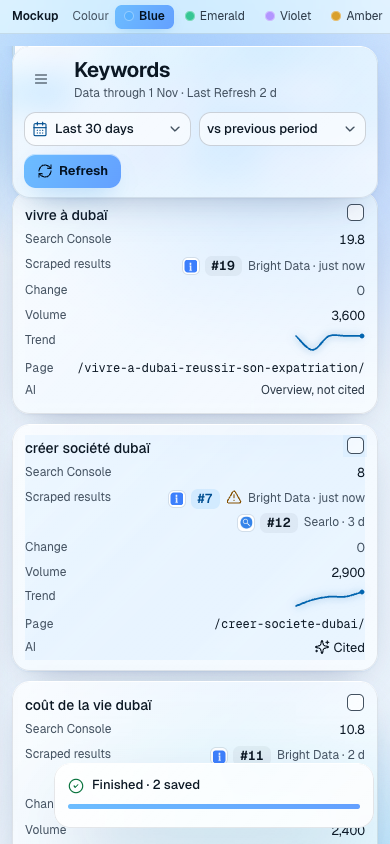 Mockup Colour Blue Emerald Violet Amber
Keywords
Data through 1 Nov · Last Refresh 2 d
Last 30 days vs previous period
Refresh
vivre à dubaï
Search Console 19.8
Scraped results #19 Bright Data · just now
Change 0
Volume 3,600
Trend
Page /vivre-a-dubai-reussir-son-expatriation/
AI Overview, not cited
créer société dubaï
Search Console 8
Scraped results #7 Bright Data · just now
#12 Searlo · 3 d
Change 0
Volume 2,900
Trend
Page /creer-societe-dubai/
AI Cited
coût de la vie dubaï
Search Console 10.8
Scraped results #11 Bright Data · 2 d
Finished · 2 saved
Chan
Volume 2,400